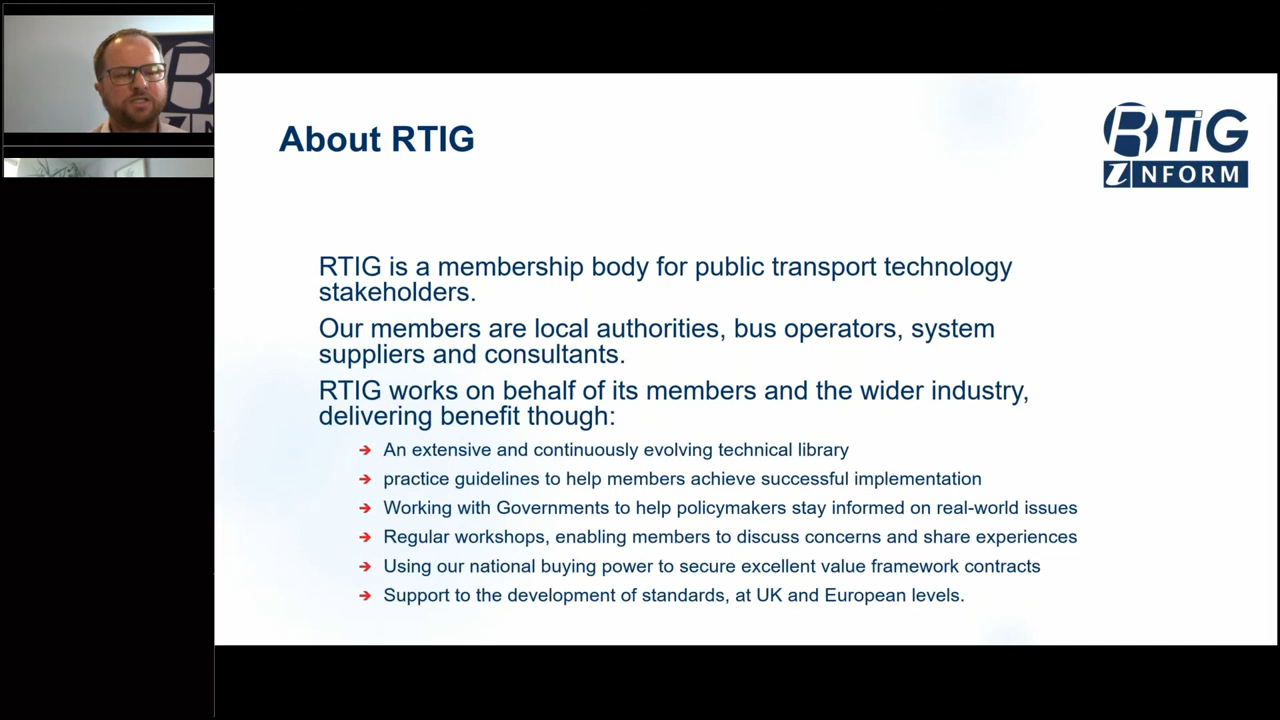 About RTIG
RTiG
iNFORM
RTIG is a membership body for public transport technology
stakeholders.
Our members are local authorities, bus operators, system
suppliers and consultants.
RTIG works on behalf of its members and the wider industry,
delivering benefit though:
An extensive and continuously evolving technical library
practice guidelines to help members achieve successful implementation
Working with Governments to help policymakers stay informed on real-world issues
Regular workshops, enabling members to discuss concerns and share experiences
Using our national buying power to secure excellent value framework contracts
Support to the development of standards, at UK and European levels.